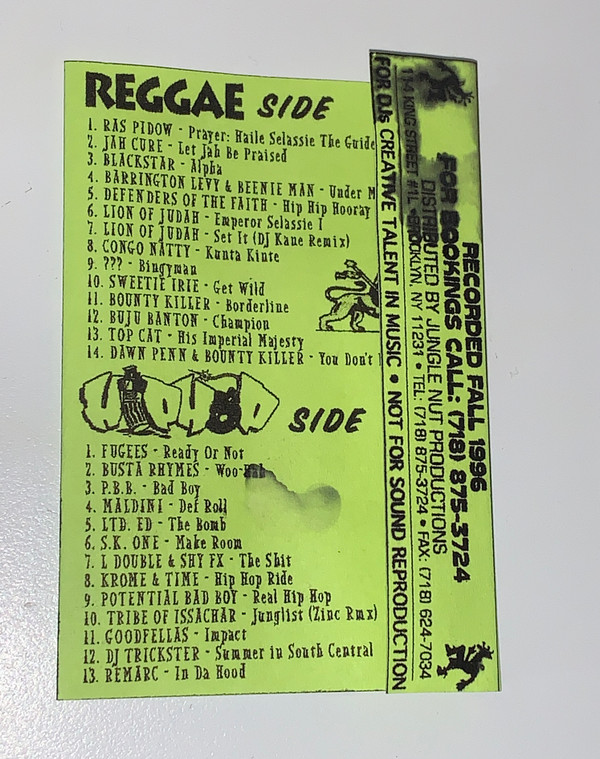 REGGAE SIDE
1. RAS PIDOW - Prayer: Haile Selassie The Guide
2. JAH CURE - Let Jah Be Praised
3. BLACKSTAR - Alpha
4. BARRINGTON LEVY & BEENIE MAN - Under M
5. DEFENDERS OF THE FAITH - Hip Hip Hooray
6. LION OF JUDAH - Emperor Selassie I
7. LION OF JUDAH - Set It (DJ Kane Remix)
8. CONGO NATTY - Kunta Kinte
9. ??? - Bingyman
10. SWEETIE IRIE - Get Wild
11. BOUNTY KILLER - Borderline
12. BUJU BANTON - Champion
13. TOP CAT - His Imperial Majesty
14. DAWN PENN & BOUNTY KILLER - You Don't
HIPHOP SIDE
1. FUGEES - Ready Or Not
2. BUSTA RHYMES - Woo-Hah
3. P.B.B. - Bad Boy
4. MALDINI - Def Roll
5. LTD. ED - The Bomb
6. S.K. ONE - Make Room
7. L DOUBLE & SHY FX - The Shit
8. KROME & TIME - Hip Hop Ride
9. POTENTIAL BAD BOY - Real Hip Hop
10. TRIBE OF ISSACHAR - Junglist (Zinc Rmx)
11. GOODFELLAS - Impact
12. DJ TRICKSTER - Summer in South Central
13. REMARC - In Da Hood
RECORDED FALL 1996
FOR BOOKINGS CALL: (718) 875-3724
DISTRIBUTED BY JUNGLE NUT PRODUCTIONS
114 KING STREET #1L • BROOKLYN, NY 11231 • TEL: (718) 875-3724 • FAX: (718) 624-7034
FOR DJs CREATIVE TALENT IN MUSIC • NOT FOR SOUND REPRODUCTION